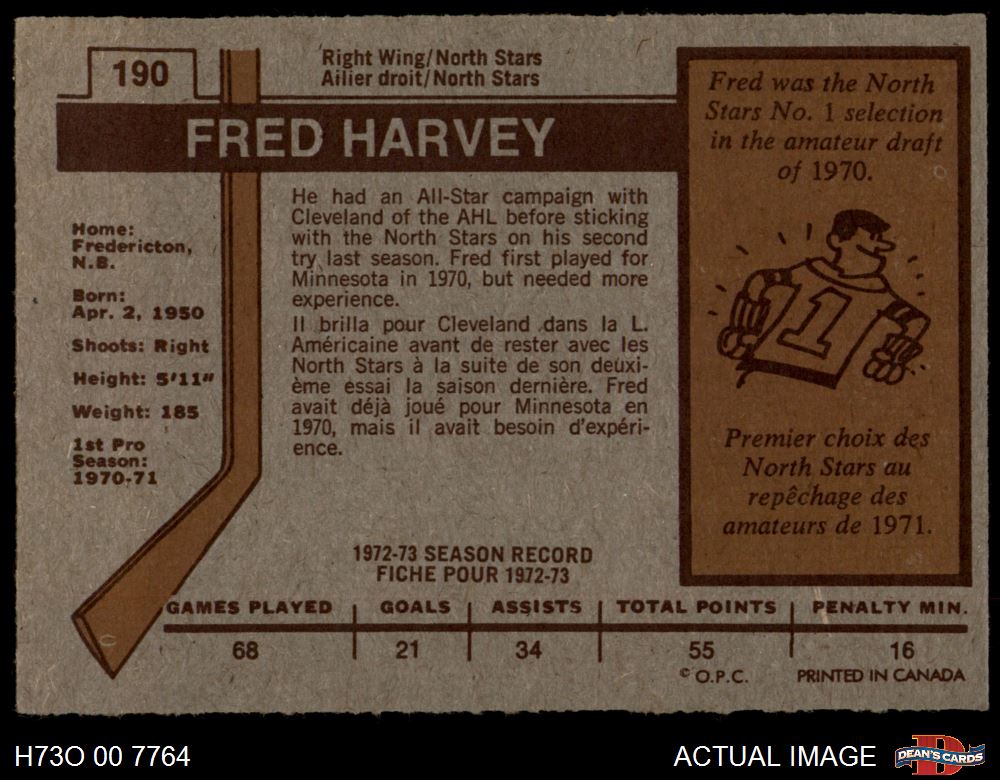 190
Right Wing/North Stars
Ailier droit/North Stars
FRED HARVEY
Home:
Fredericton,
N.B.
Born:
Apr. 2, 1950
Shoots: Right
Height: 5'11"
Weight: 185
1st Pro
Season:
1970-71
He had an All-Star campaign with
Cleveland of the AHL before sticking
with the North Stars on his second
try last season. Fred first played for
Minnesota in 1970, but needed more
experience.
Il brilla pour Cleveland dans la L.
Américaine avant de rester avec les
North Stars à la suite de son deuxi-
ème essai la saison dernière. Fred
avait déjà joué pour Minnesota en
1970, mais il avait besoin d'expéri-
ence.
Fred was the North
Stars No. 1 selection
in the amateur draft
of 1970.
1
Premier choix des
North Stars au
repêchage des
amateurs de 1971.
1972-73 SEASON RECORD
FICHE POUR 1972-73
GAMES PLAYED GOALS ASSISTS TOTAL POINTS PENALTY MIN.
68 21 34 55 16
© O.P.C. PRINTED IN CANADA
H73O 00 7764
ACTUAL IMAGE
D
DEAN'S CARDS